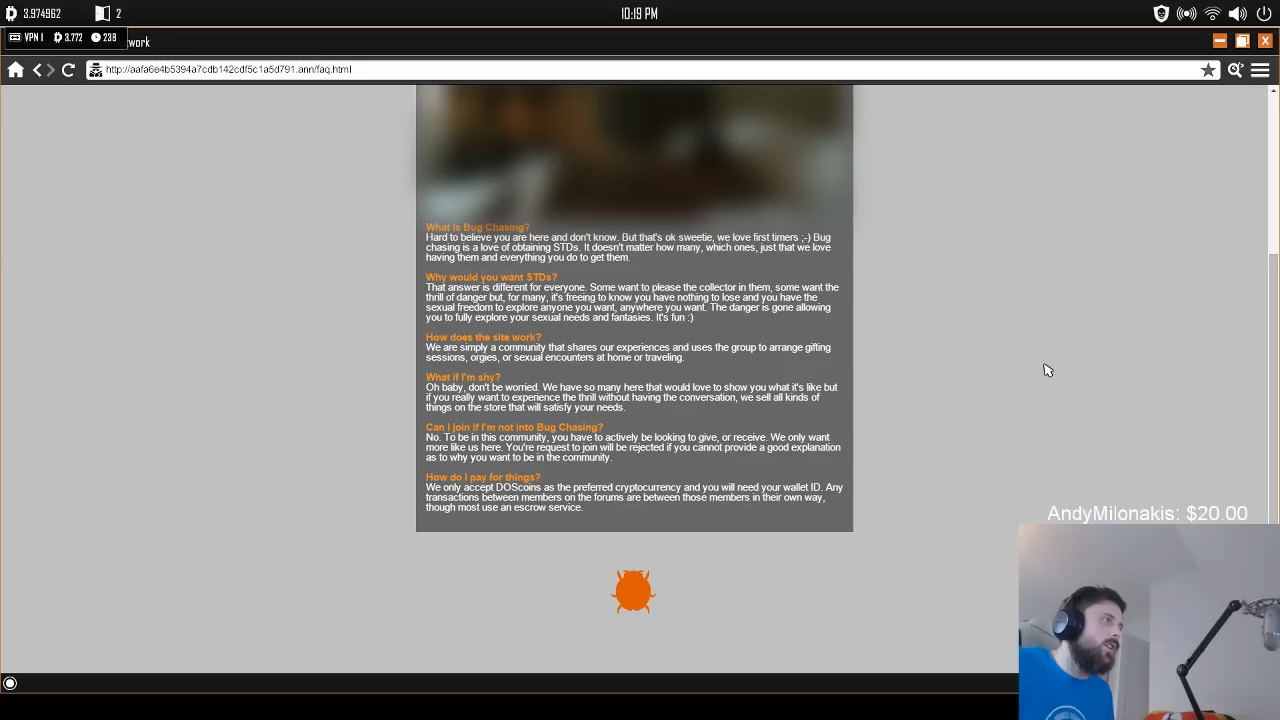 3.974962
2
10:19 PM
VPN 1
3.772
238
work
http://aafa6e4b5394a7cdb142cdf5c1a5d791.ann/faq.html
What is Bug Chasing?
Hard to believe you are here and don't know. But that's ok sweetie, we love first timers ;-) Bug
chasing is a love of obtaining STDs. It doesn't matter how many, which ones, just that we love
having them and everything you do to get them.
Why would you want STDs?
That answer is different for everyone. Some want to please the collector in them, some want the
thrill of danger but, for many, it's freeing to know you have nothing to lose and you have the
sexual freedom to explore anyone you want, anywhere you want. The danger is gone allowing
you to fully explore your sexual needs and fantasies. It's fun :)
How does the site work?
We are simply a community that shares our experiences and uses the group to arrange gifting
sessions, orgies, or sexual encounters at home or traveling.
What if I'm shy?
Oh baby, don't be worried. We have so many here that would love to show you what it's like but
if you really want to experience the thrill without having the conversation, we sell all kinds of
things on the store that will satisfy your needs.
Can I join if I'm not into Bug Chasing?
No. To be in this community, you have to actively be looking to give, or receive. We only want
more like us here. You're request to join will be rejected if you cannot provide a good explanation
as to why you want to be in the community.
How do I pay for things?
We only accept DOScoins as the preferred cryptocurrency and you will need your wallet ID. Any
transactions between members on the forums are between those members in their own way,
though most use an escrow service.
AndyMilonakis: $20.00